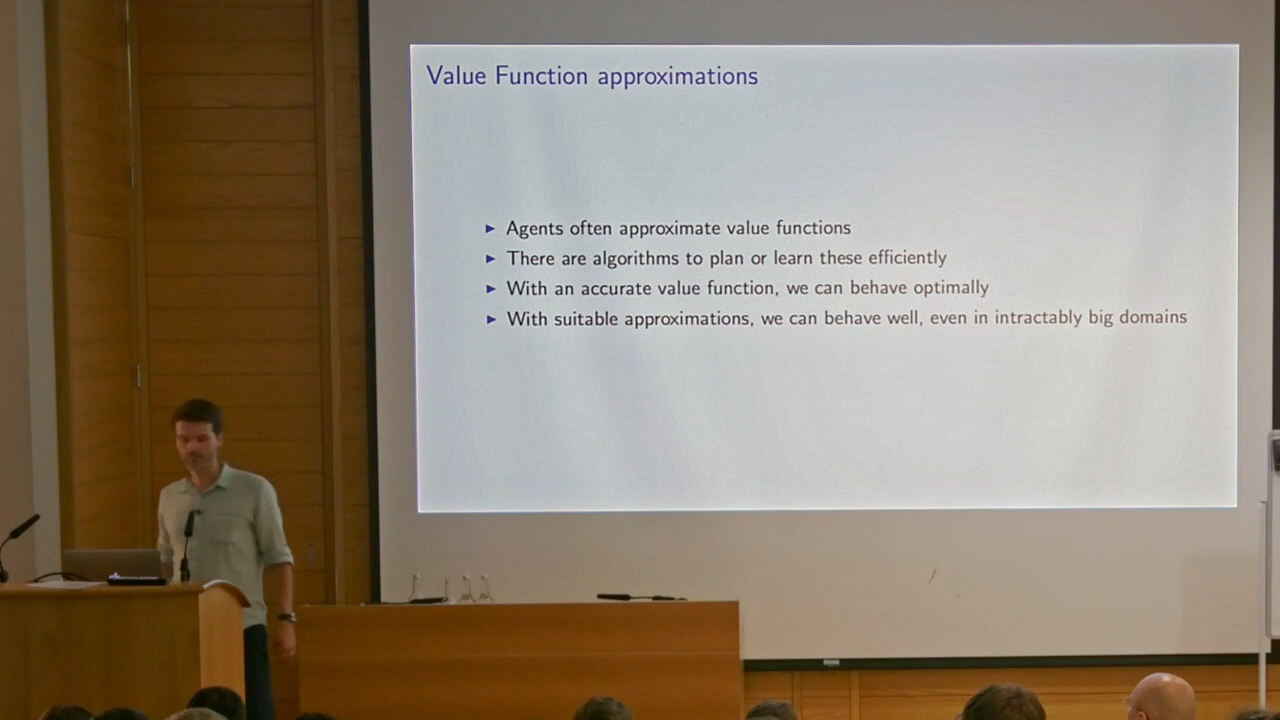 Value Function approximations
▶ Agents often approximate value functions
▶ There are algorithms to plan or learn these efficiently
▶ With an accurate value function, we can behave optimally
▶ With suitable approximations, we can behave well, even in intractably big domains